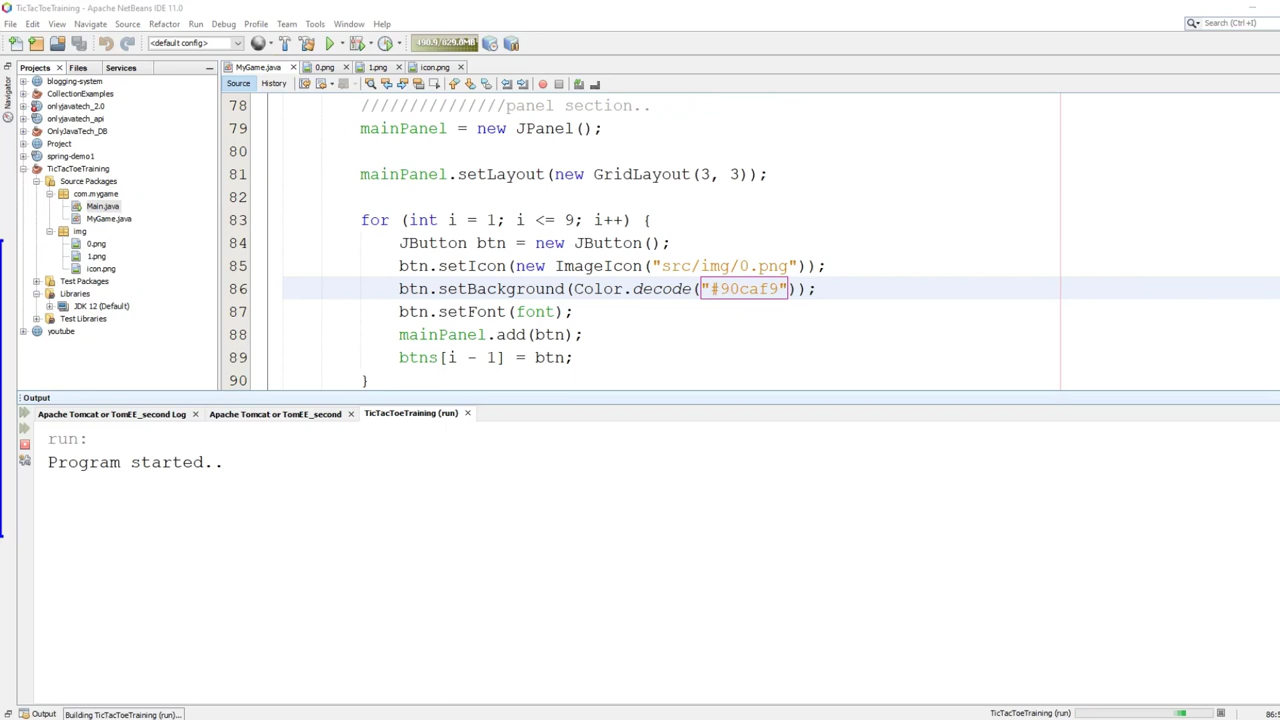 TicTacToeTraining - Apache NetBeans IDE 11.0
File Edit View Navigate Source Refactor Run Debug Profile Team Tools Window Help
<default config> 490.9/829.0MB Search (Ctrl+I)
Projects Files Services MyGame.java 0.png 1.png icon.png
Navigator
Source History
blogging-system
CollectionExamples
onlyjavatech_2.0
onlyjavatech_api
OnlyJavaTech_DB
Project
spring-demo1
TicTacToeTraining
Source Packages
com.mygame
Main.java
MyGame.java
img
0.png
1.png
icon.png
Test Packages
Libraries
JDK 12 (Default)
Test Libraries
youtube
78 ///////////////panel section..
79 mainPanel = new JPanel();
80
81 mainPanel.setLayout(new GridLayout(3, 3));
82
83 for (int i = 1; i <= 9; i++) {
84 JButton btn = new JButton();
85 btn.setIcon(new ImageIcon("src/img/0.png"));
86 btn.setBackground(Color.decode("#90caf9"));
87 btn.setFont(font);
88 mainPanel.add(btn);
89 btns[i - 1] = btn;
90 }
Output
Apache Tomcat or TomEE_second Log Apache Tomcat or TomEE_second TicTacToeTraining (run)
run:
Program started..
Output Building TicTacToeTraining (run)... TicTacToeTraining (run)